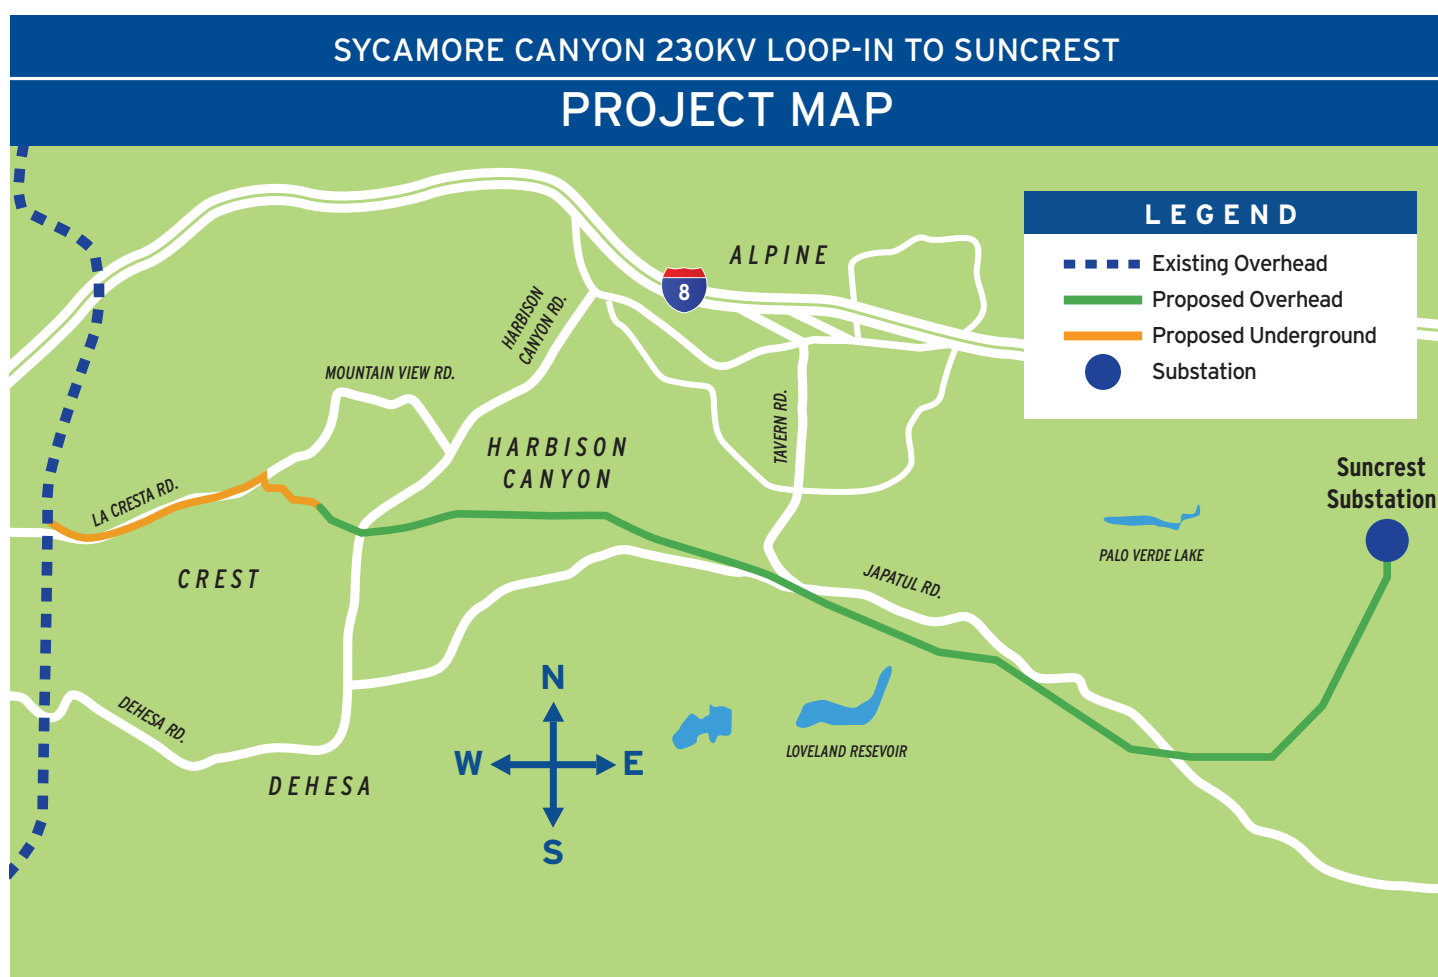 SYCAMORE CANYON 230KV LOOP-IN TO SUNCREST
PROJECT MAP
LEGEND
Existing Overhead
Proposed Overhead
Proposed Underground
Substation
ALPINE
8
HARBISON
CANYON RD.
MOUNTAIN VIEW RD.
TAVERN RD.
HARBISON
CANYON
LA CRESTA RD.
Suncrest
Substation
PALO VERDE LAKE
CREST
JAPATUL RD.
DEHESA RD.
LOVELAND RESEVOIR
DEHESA
N
W
E
S